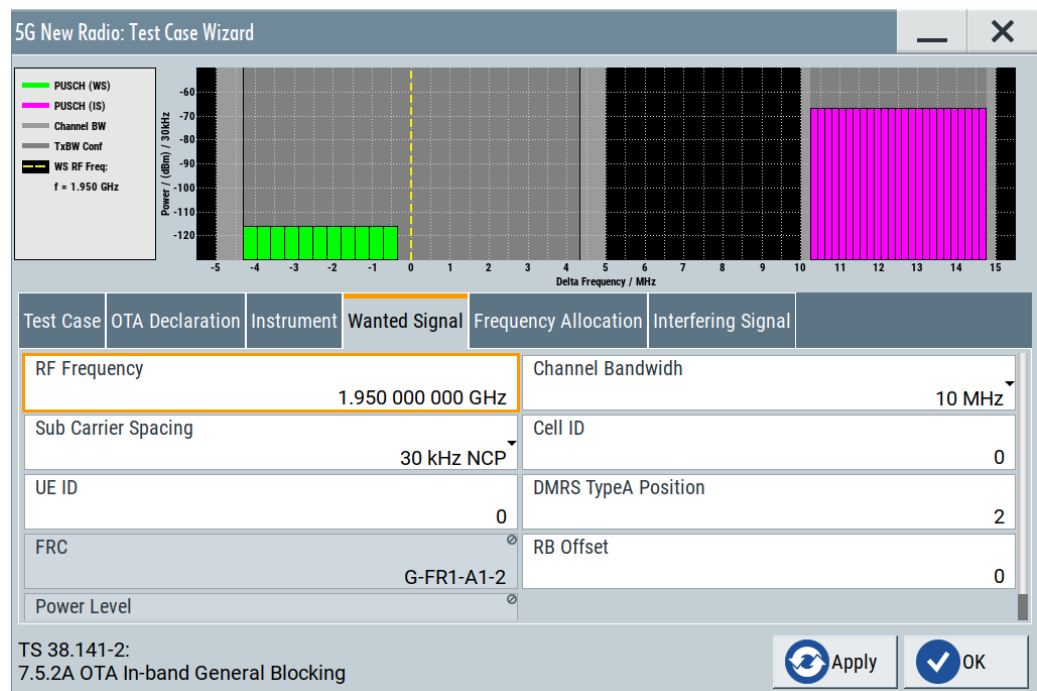 5G New Radio: Test Case Wizard
PUSCH (WS)
PUSCH (IS)
Channel BW
TxBW Conf
WS RF Freq:
f = 1.950 GHz
Power / (dBm) / 30kHz
-60
-70
-80
-90
-100
-110
-120
-5 -4 -3 -2 -1 0 1 2 3 4 5 6 7 8 9 10 11 12 13 14 15
Delta Frequency / MHz
Test Case OTA Declaration Instrument Wanted Signal Frequency Allocation Interfering Signal
RF Frequency
1.950 000 000 GHz
Channel Bandwidh
10 MHz
Sub Carrier Spacing
30 kHz NCP
Cell ID
0
UE ID
0
DMRS TypeA Position
2
FRC
G-FR1-A1-2
RB Offset
0
Power Level
TS 38.141-2:
7.5.2A OTA In-band General Blocking
Apply
OK